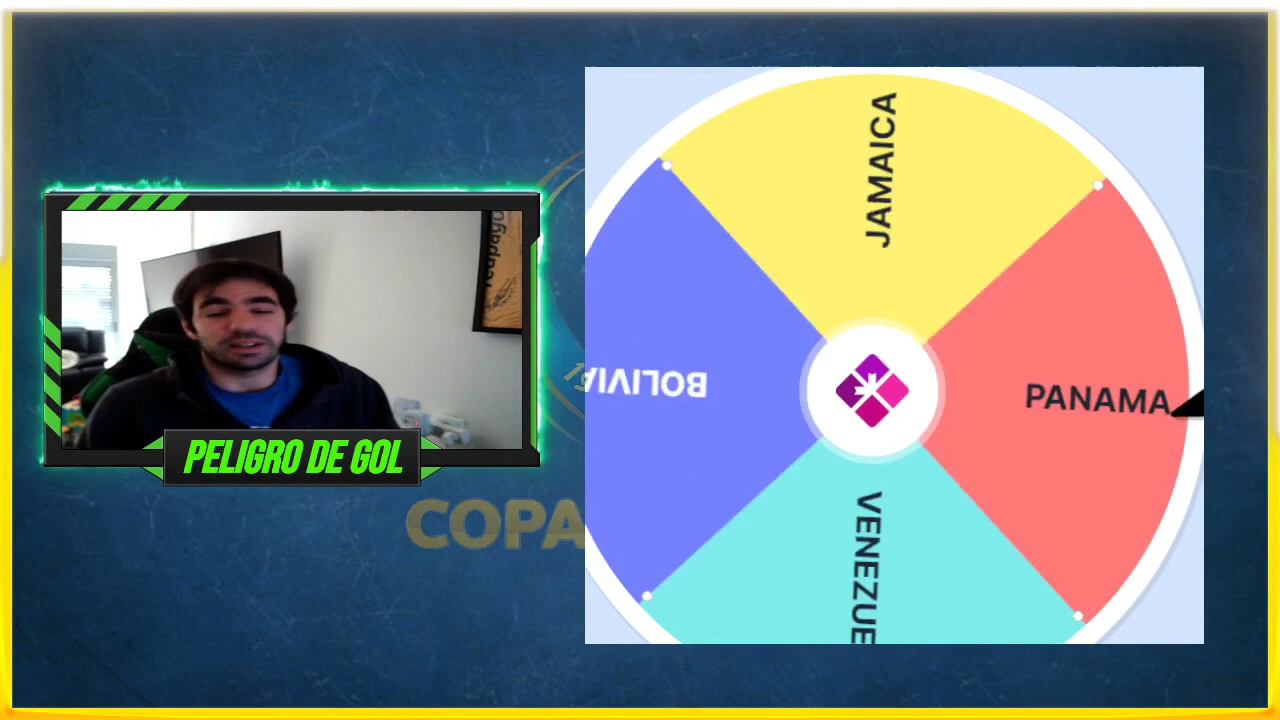 JAMAICA
PANAMA
BOLIVIA
VENEZUE
PELIGRO DE GOL
COPA